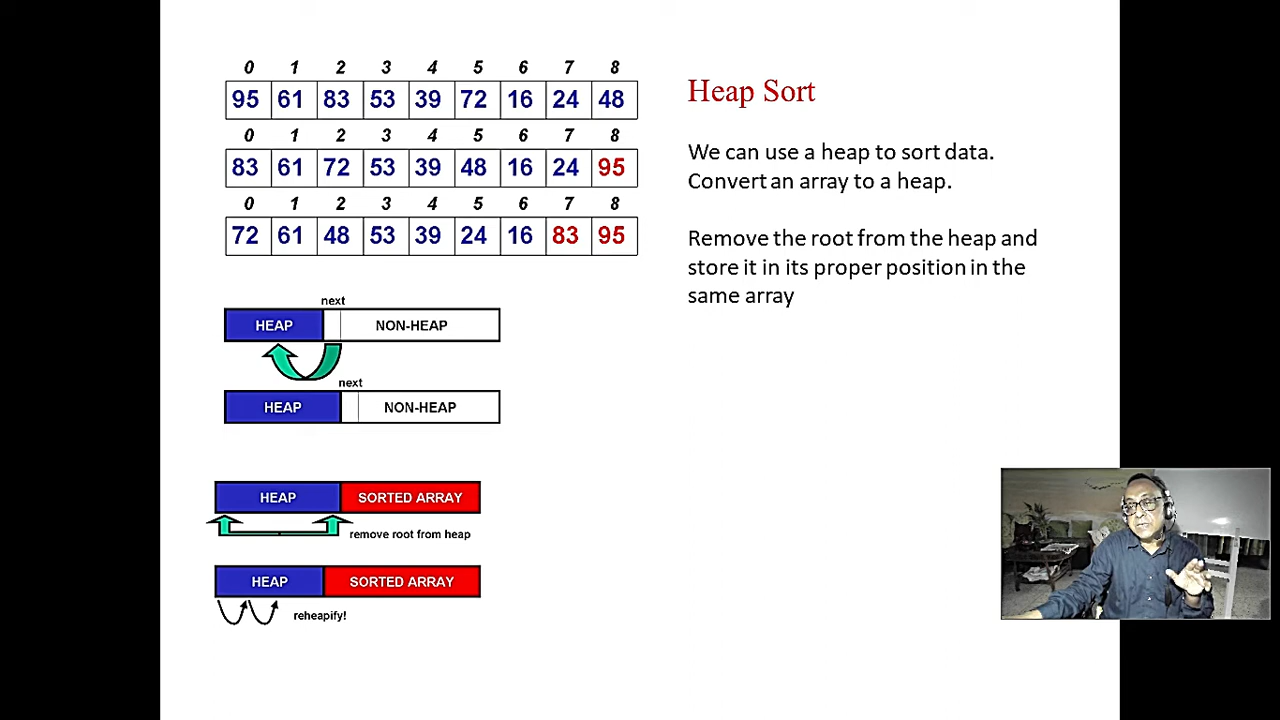 0 1 2 3 4 5 6 7 8
95 61 83 53 39 72 16 24 48
0 1 2 3 4 5 6 7 8
83 61 72 53 39 48 16 24 95
0 1 2 3 4 5 6 7 8
72 61 48 53 39 24 16 83 95
next
HEAP NON-HEAP
next
HEAP NON-HEAP
HEAP SORTED ARRAY
remove root from heap
HEAP SORTED ARRAY
reheapify!
Heap Sort
We can use a heap to sort data.
Convert an array to a heap.
Remove the root from the heap and
store it in its proper position in the
same array